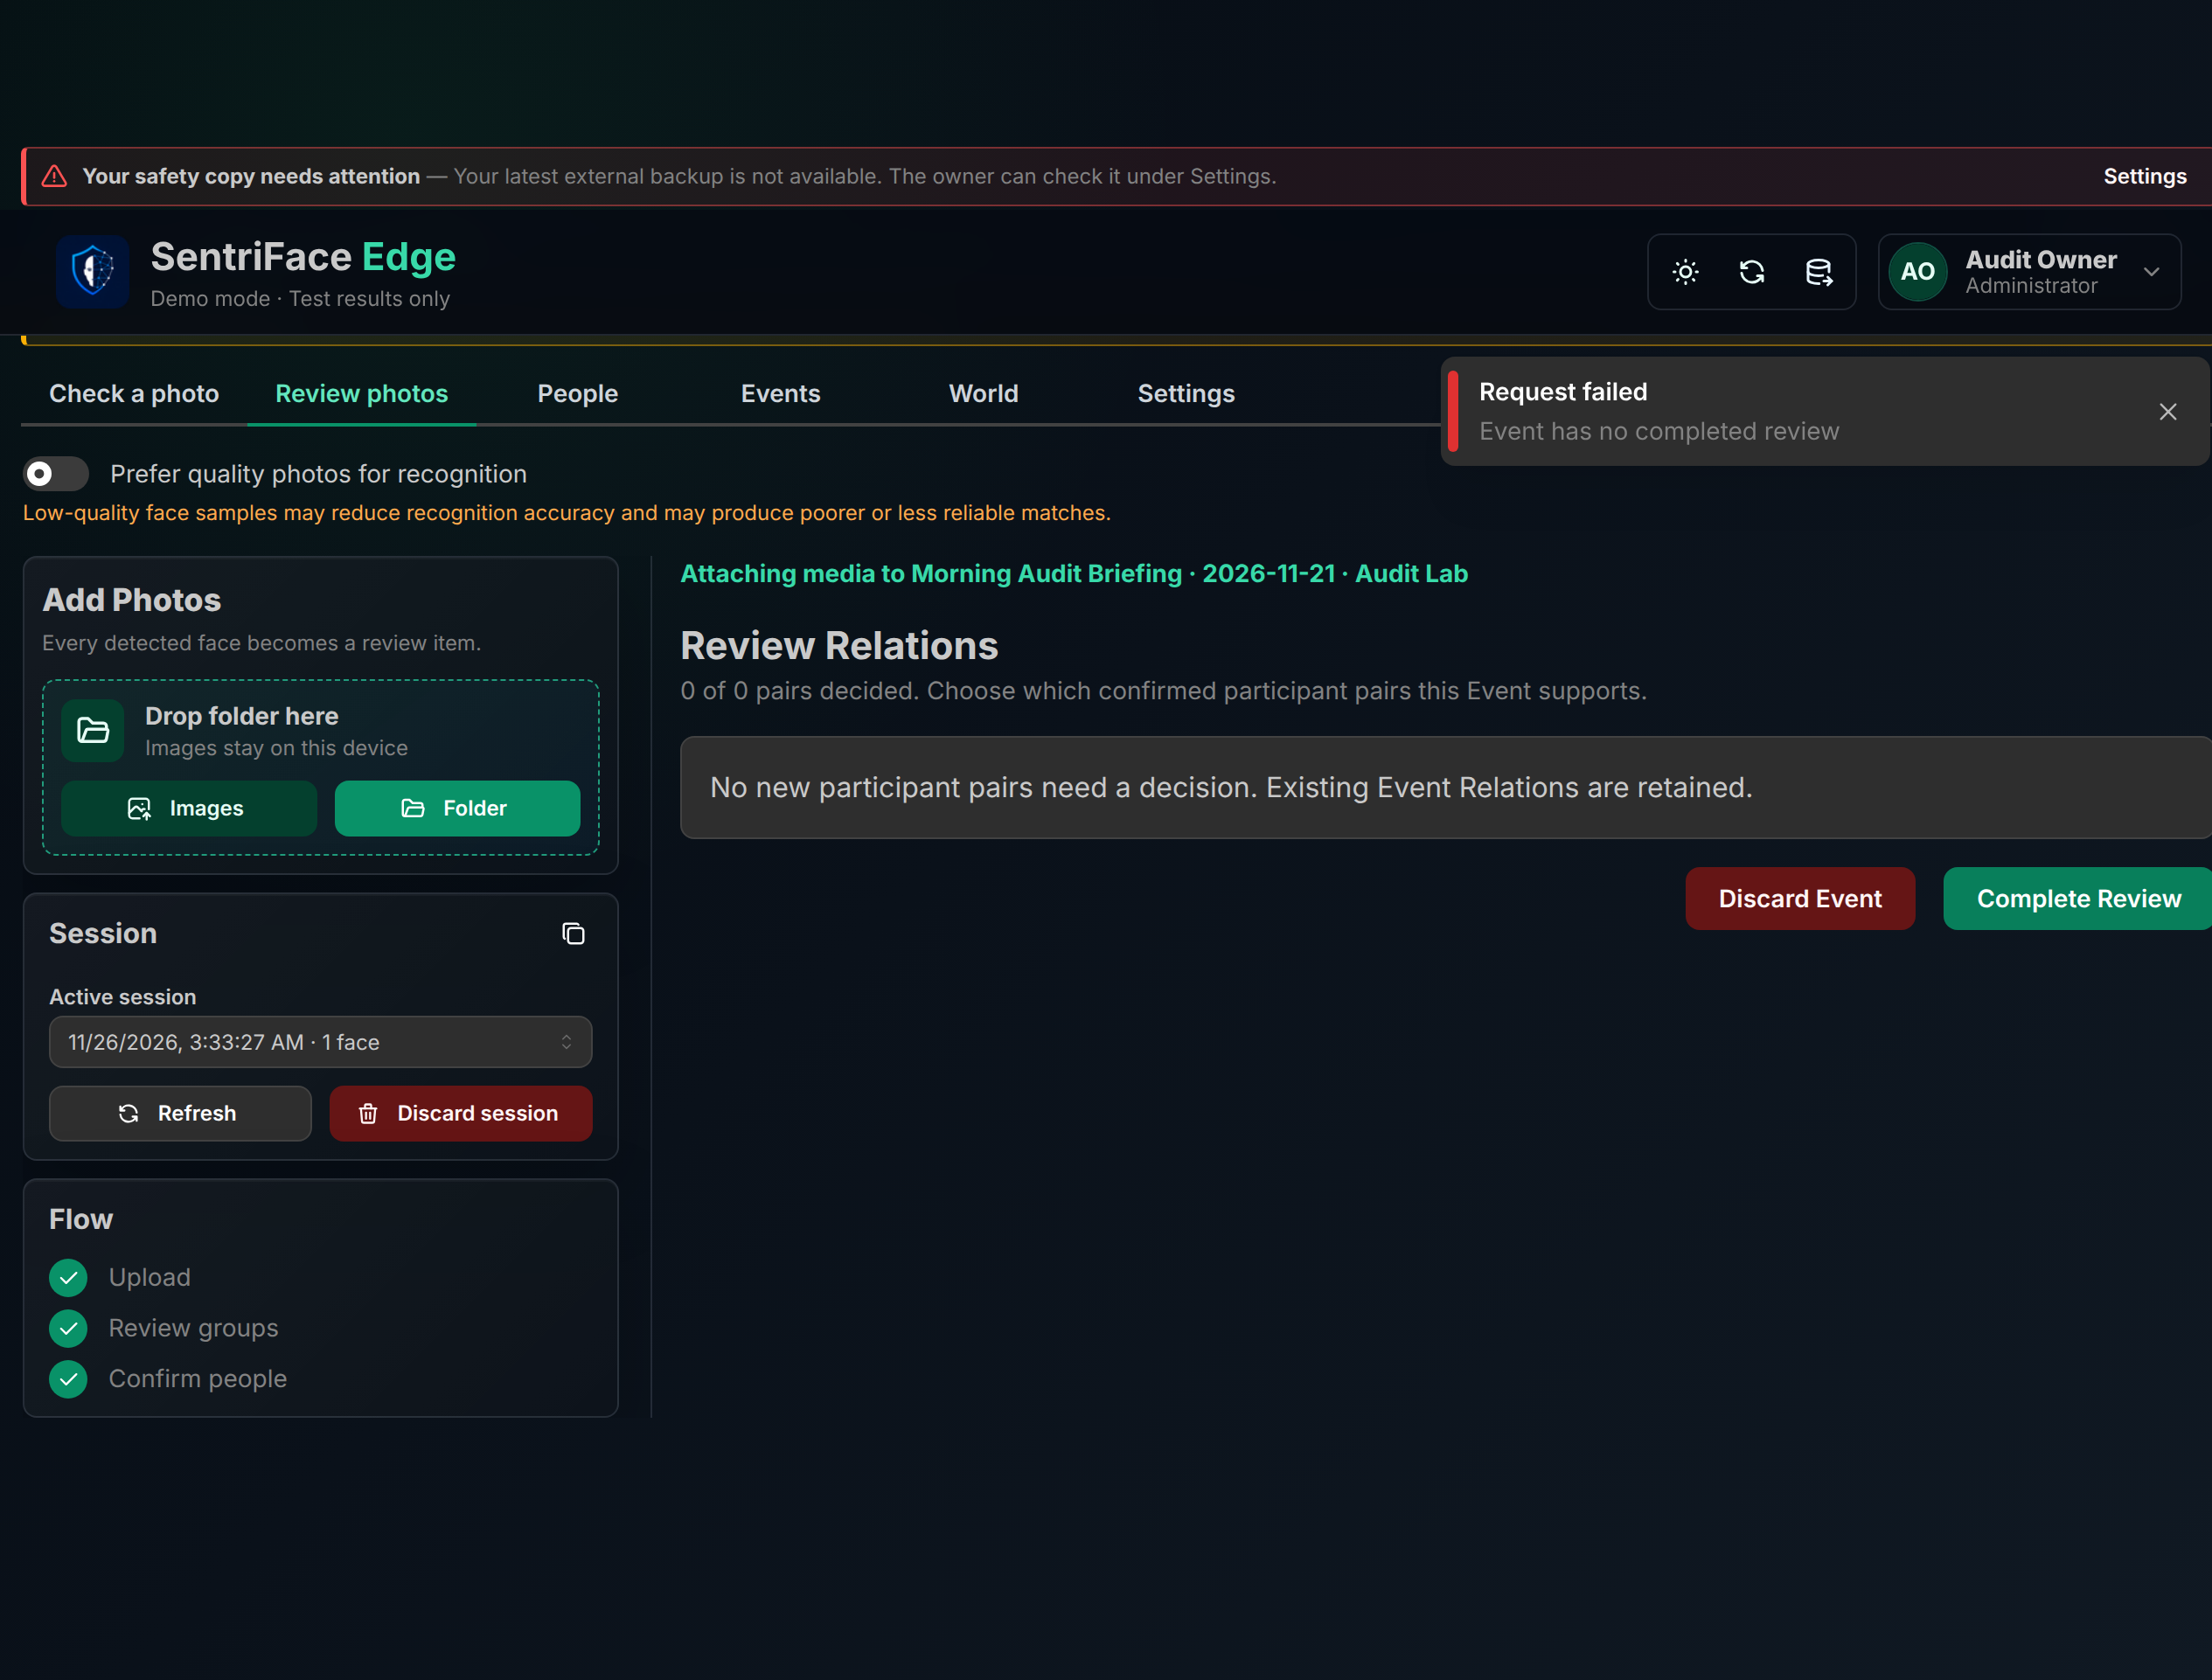 Your safety copy needs attention — Your latest external backup is not available. The owner can check it under Settings.
Settings
SentriFace Edge
Demo mode · Test results only
AO
Audit Owner
Administrator
Check a photo
Review photos
People
Events
World
Settings
Request failed
Event has no completed review
Prefer quality photos for recognition
Low-quality face samples may reduce recognition accuracy and may produce poorer or less reliable matches.
Add Photos
Every detected face becomes a review item.
Drop folder here
Images stay on this device
Images
Folder
Session
Active session
11/26/2026, 3:33:27 AM · 1 face
Refresh
Discard session
Flow
Upload
Review groups
Confirm people
Attaching media to Morning Audit Briefing · 2026-11-21 · Audit Lab
Review Relations
0 of 0 pairs decided. Choose which confirmed participant pairs this Event supports.
No new participant pairs need a decision. Existing Event Relations are retained.
Discard Event
Complete Review